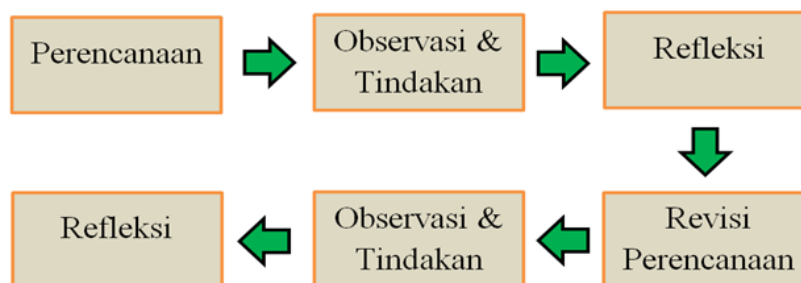 Perencanaan
Observasi &
Tindakan
Refleksi
Revisi
Perencanaan
Observasi &
Tindakan
Refleksi